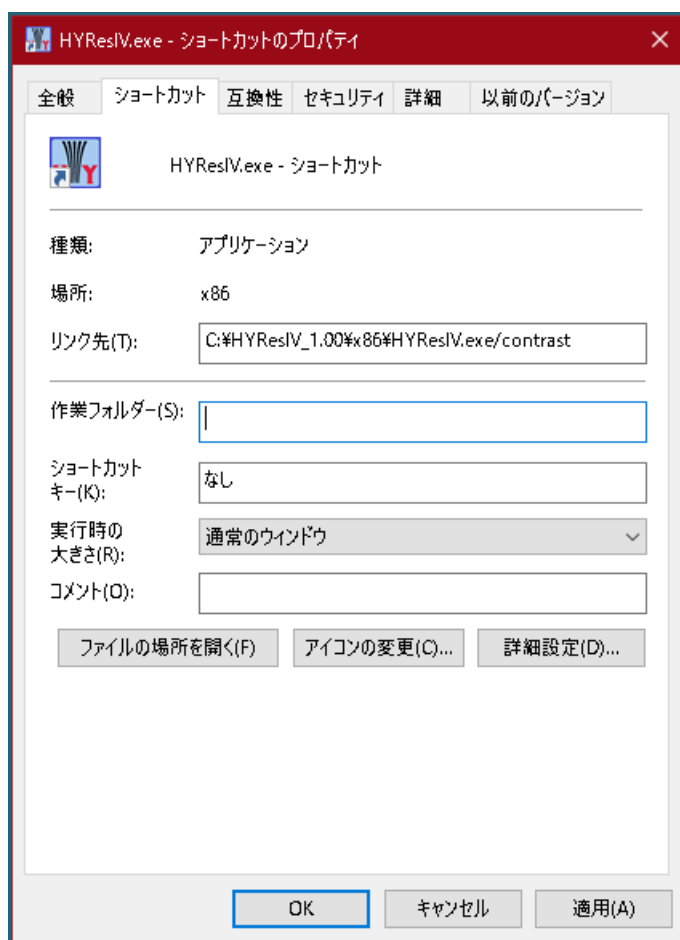 HYResIV.exe - ショートカットのプロパティ
全般 ショートカット 互換性 セキュリティ 詳細 以前のバージョン
HYResIV.exe - ショートカット
種類: アプリケーション
場所: x86
リンク先(T): C:¥HYResIV_1.00¥x86¥HYResIV.exe/contrast
作業フォルダー(S):
ショートカット
キー(K): なし
実行時の
大きさ(R): 通常のウィンドウ
コメント(O):
ファイルの場所を開く(F) アイコンの変更(C)... 詳細設定(D)...
OK キャンセル 適用(A)